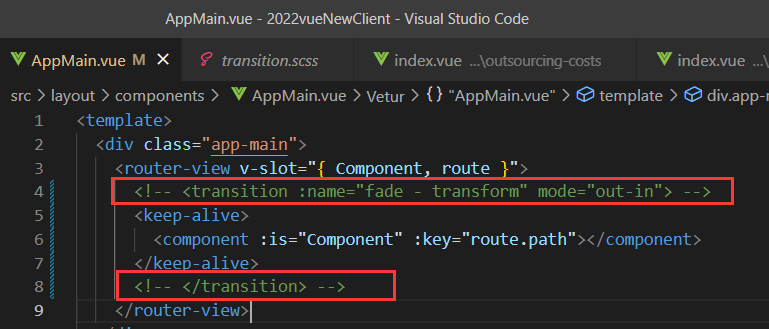 AppMain.vue - 2022vueNewClient - Visual Studio Code
AppMain.vue M × transition.scss index.vue ...\outsourcing-costs index.vue ...\
src > layout > components > AppMain.vue > Vetur > {} "AppMain.vue" > template > div.app-
1 <template>
2 <div class="app-main">
3 <router-view v-slot="{ Component, route }">
4 <!-- <transition :name="fade - transform" mode="out-in"> -->
5 <keep-alive>
6 <component :is="Component" :key="route.path"></component>
7 </keep-alive>
8 <!-- </transition> -->
9 </router-view>